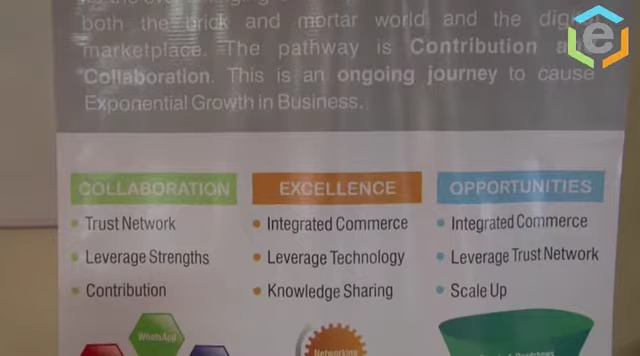 both the brick and mortar world and the digital
marketplace. The pathway is Contribution and
Collaboration. This is an ongoing journey to cause
Exponential Growth in Business.
COLLABORATION EXCELLENCE OPPORTUNITIES
Trust Network Integrated Commerce Integrated Commerce
Leverage Strengths Leverage Technology Leverage Trust Network
Contribution Knowledge Sharing Scale Up
WhatsApp
Networking
e